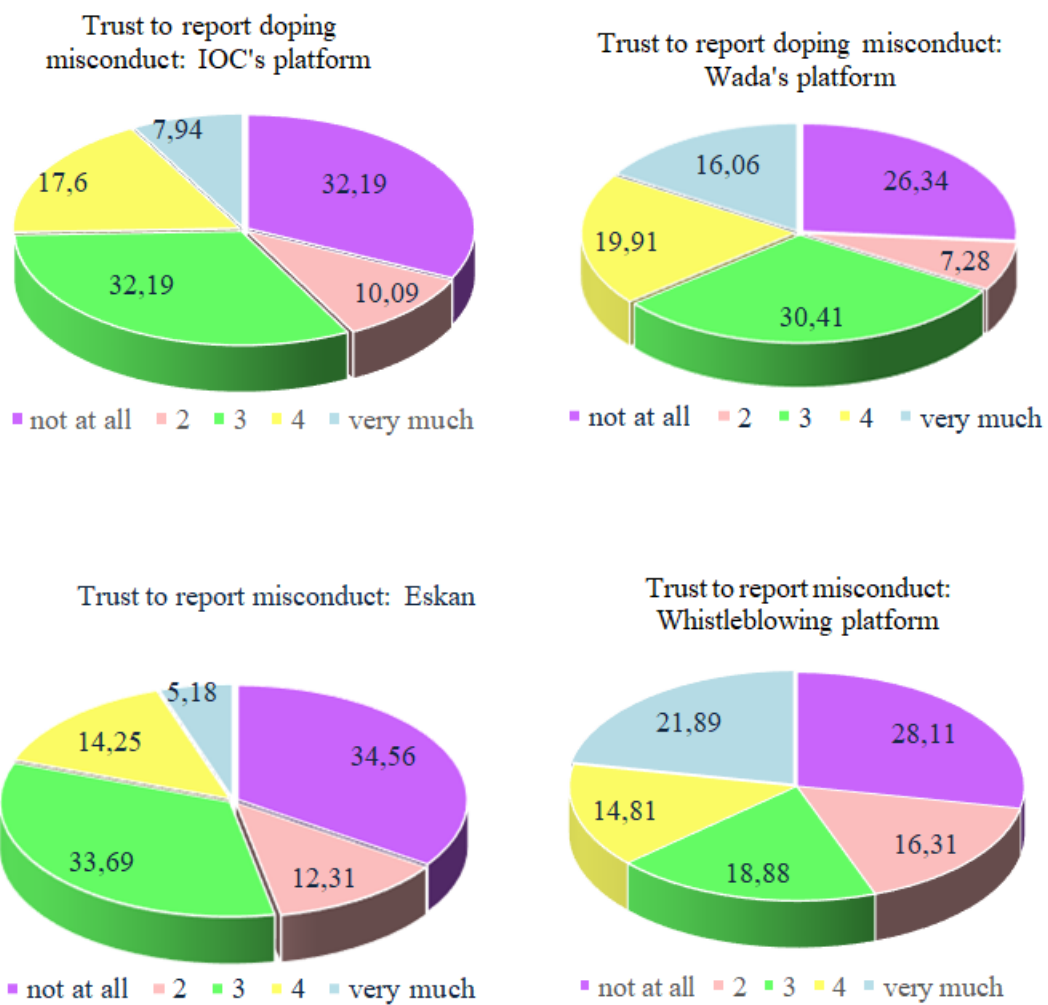 Trust to report doping
misconduct: IOC's platform
7,94
17,6
32,19
32,19
10,09
not at all 2 3 4 very much
Trust to report doping misconduct:
Wada's platform
16,06
26,34
19,91
7,28
30,41
not at all 2 3 4 very much
Trust to report misconduct: Eskan
5,18
14,25
34,56
33,69
12,31
not at all 2 3 4 very much
Trust to report misconduct:
Whistleblowing platform
21,89
28,11
14,81
16,31
18,88
not at all 2 3 4 very much